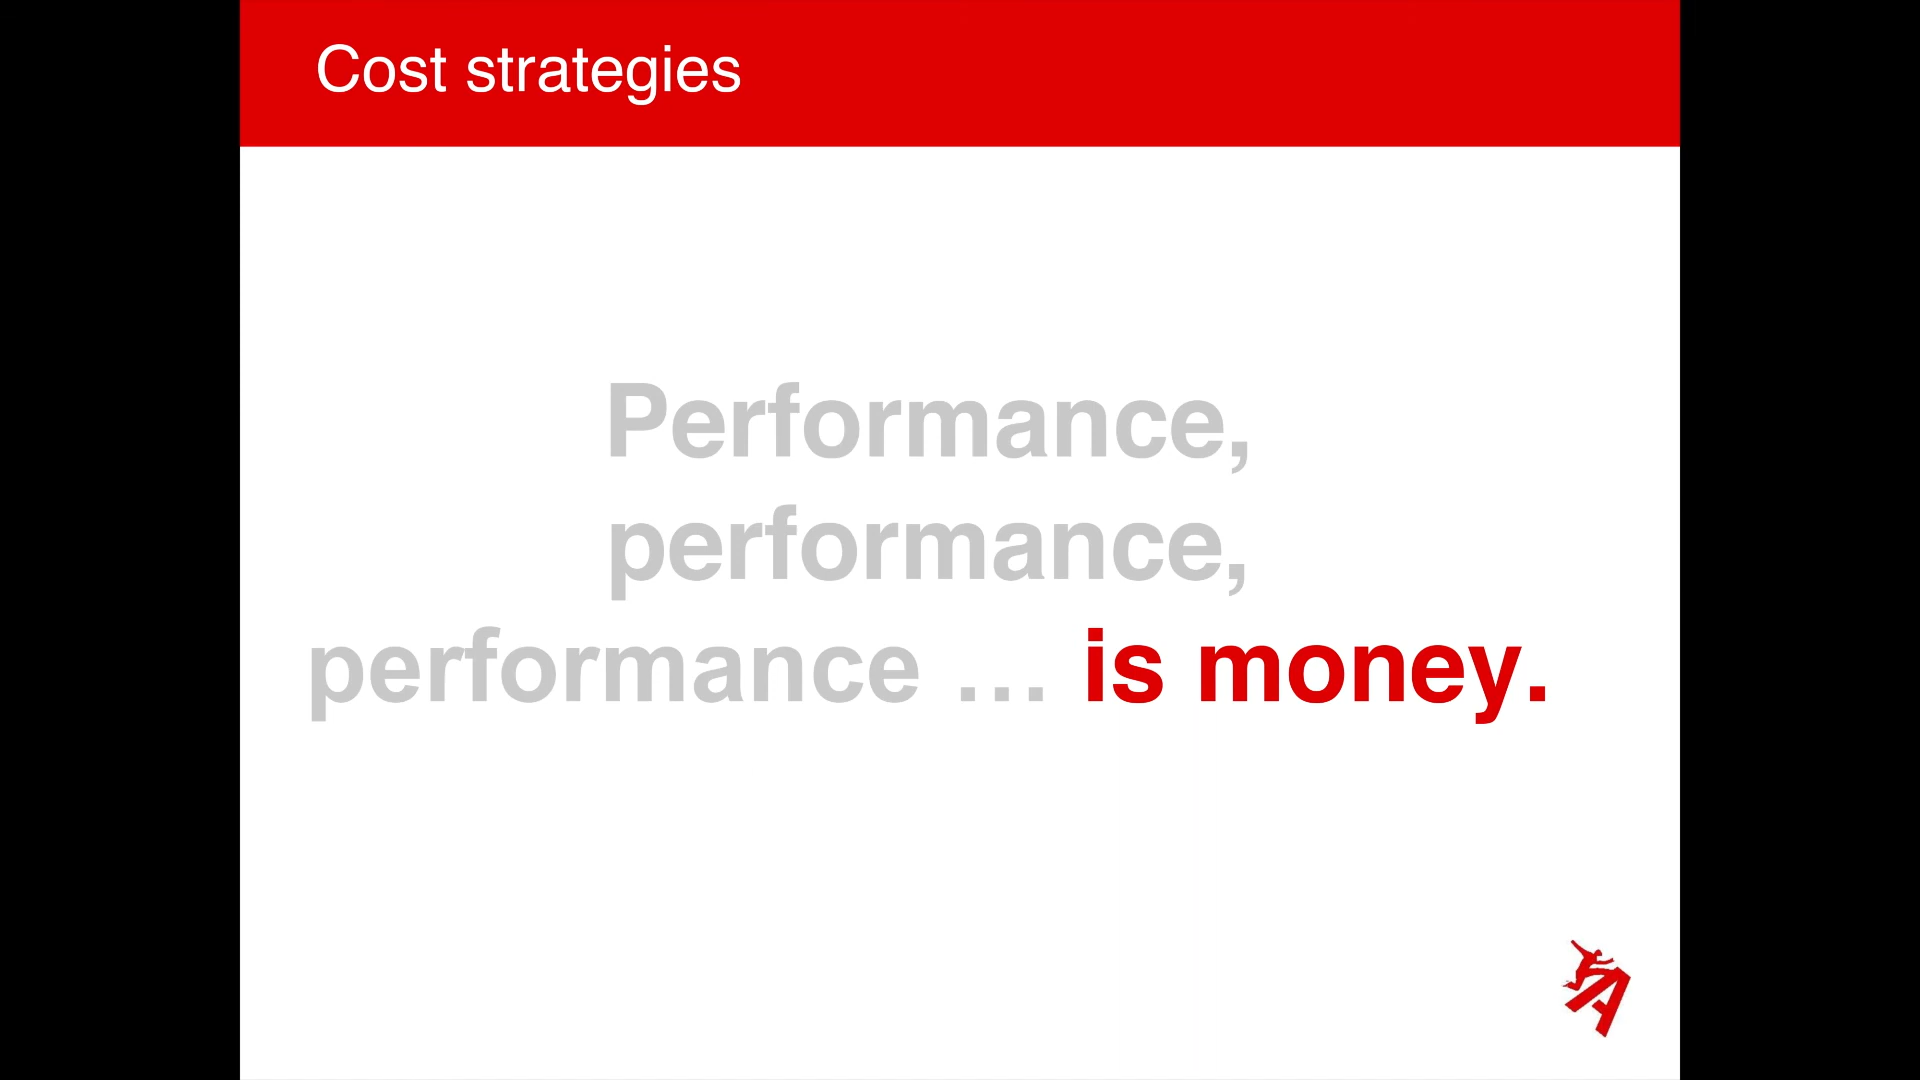 Cost strategies
Performance,
performance,
performance … is money.